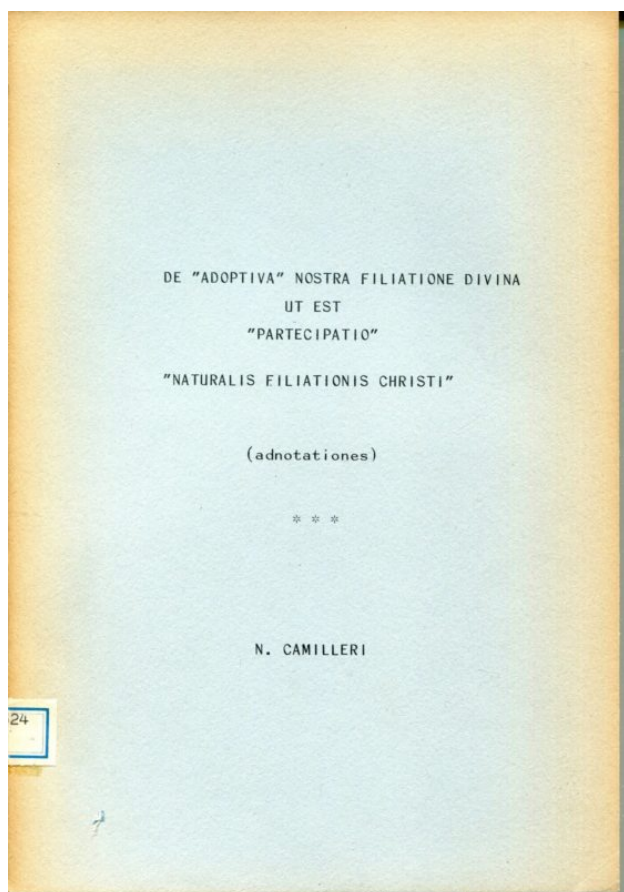 DE "ADOPTIVA" NOSTRA FILIATIONE DIVINA
UT EST
"PARTECIPATIO"
"NATURALIS FILIATIONIS CHRISTI"
(adnotationes)
* * *
N. CAMILLERI
24